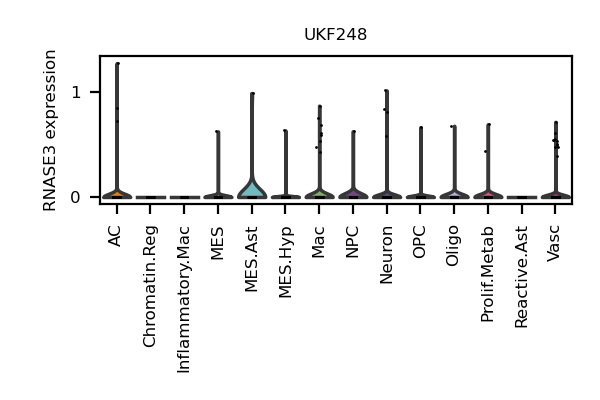 UKF248
RNASE3 expression
1
0
AC
Chromatin.Reg
Inflammatory.Mac
MES
MES.Ast
MES.Hyp
Mac
NPC
Neuron
OPC
Oligo
Prolif.Metab
Reactive.Ast
Vasc